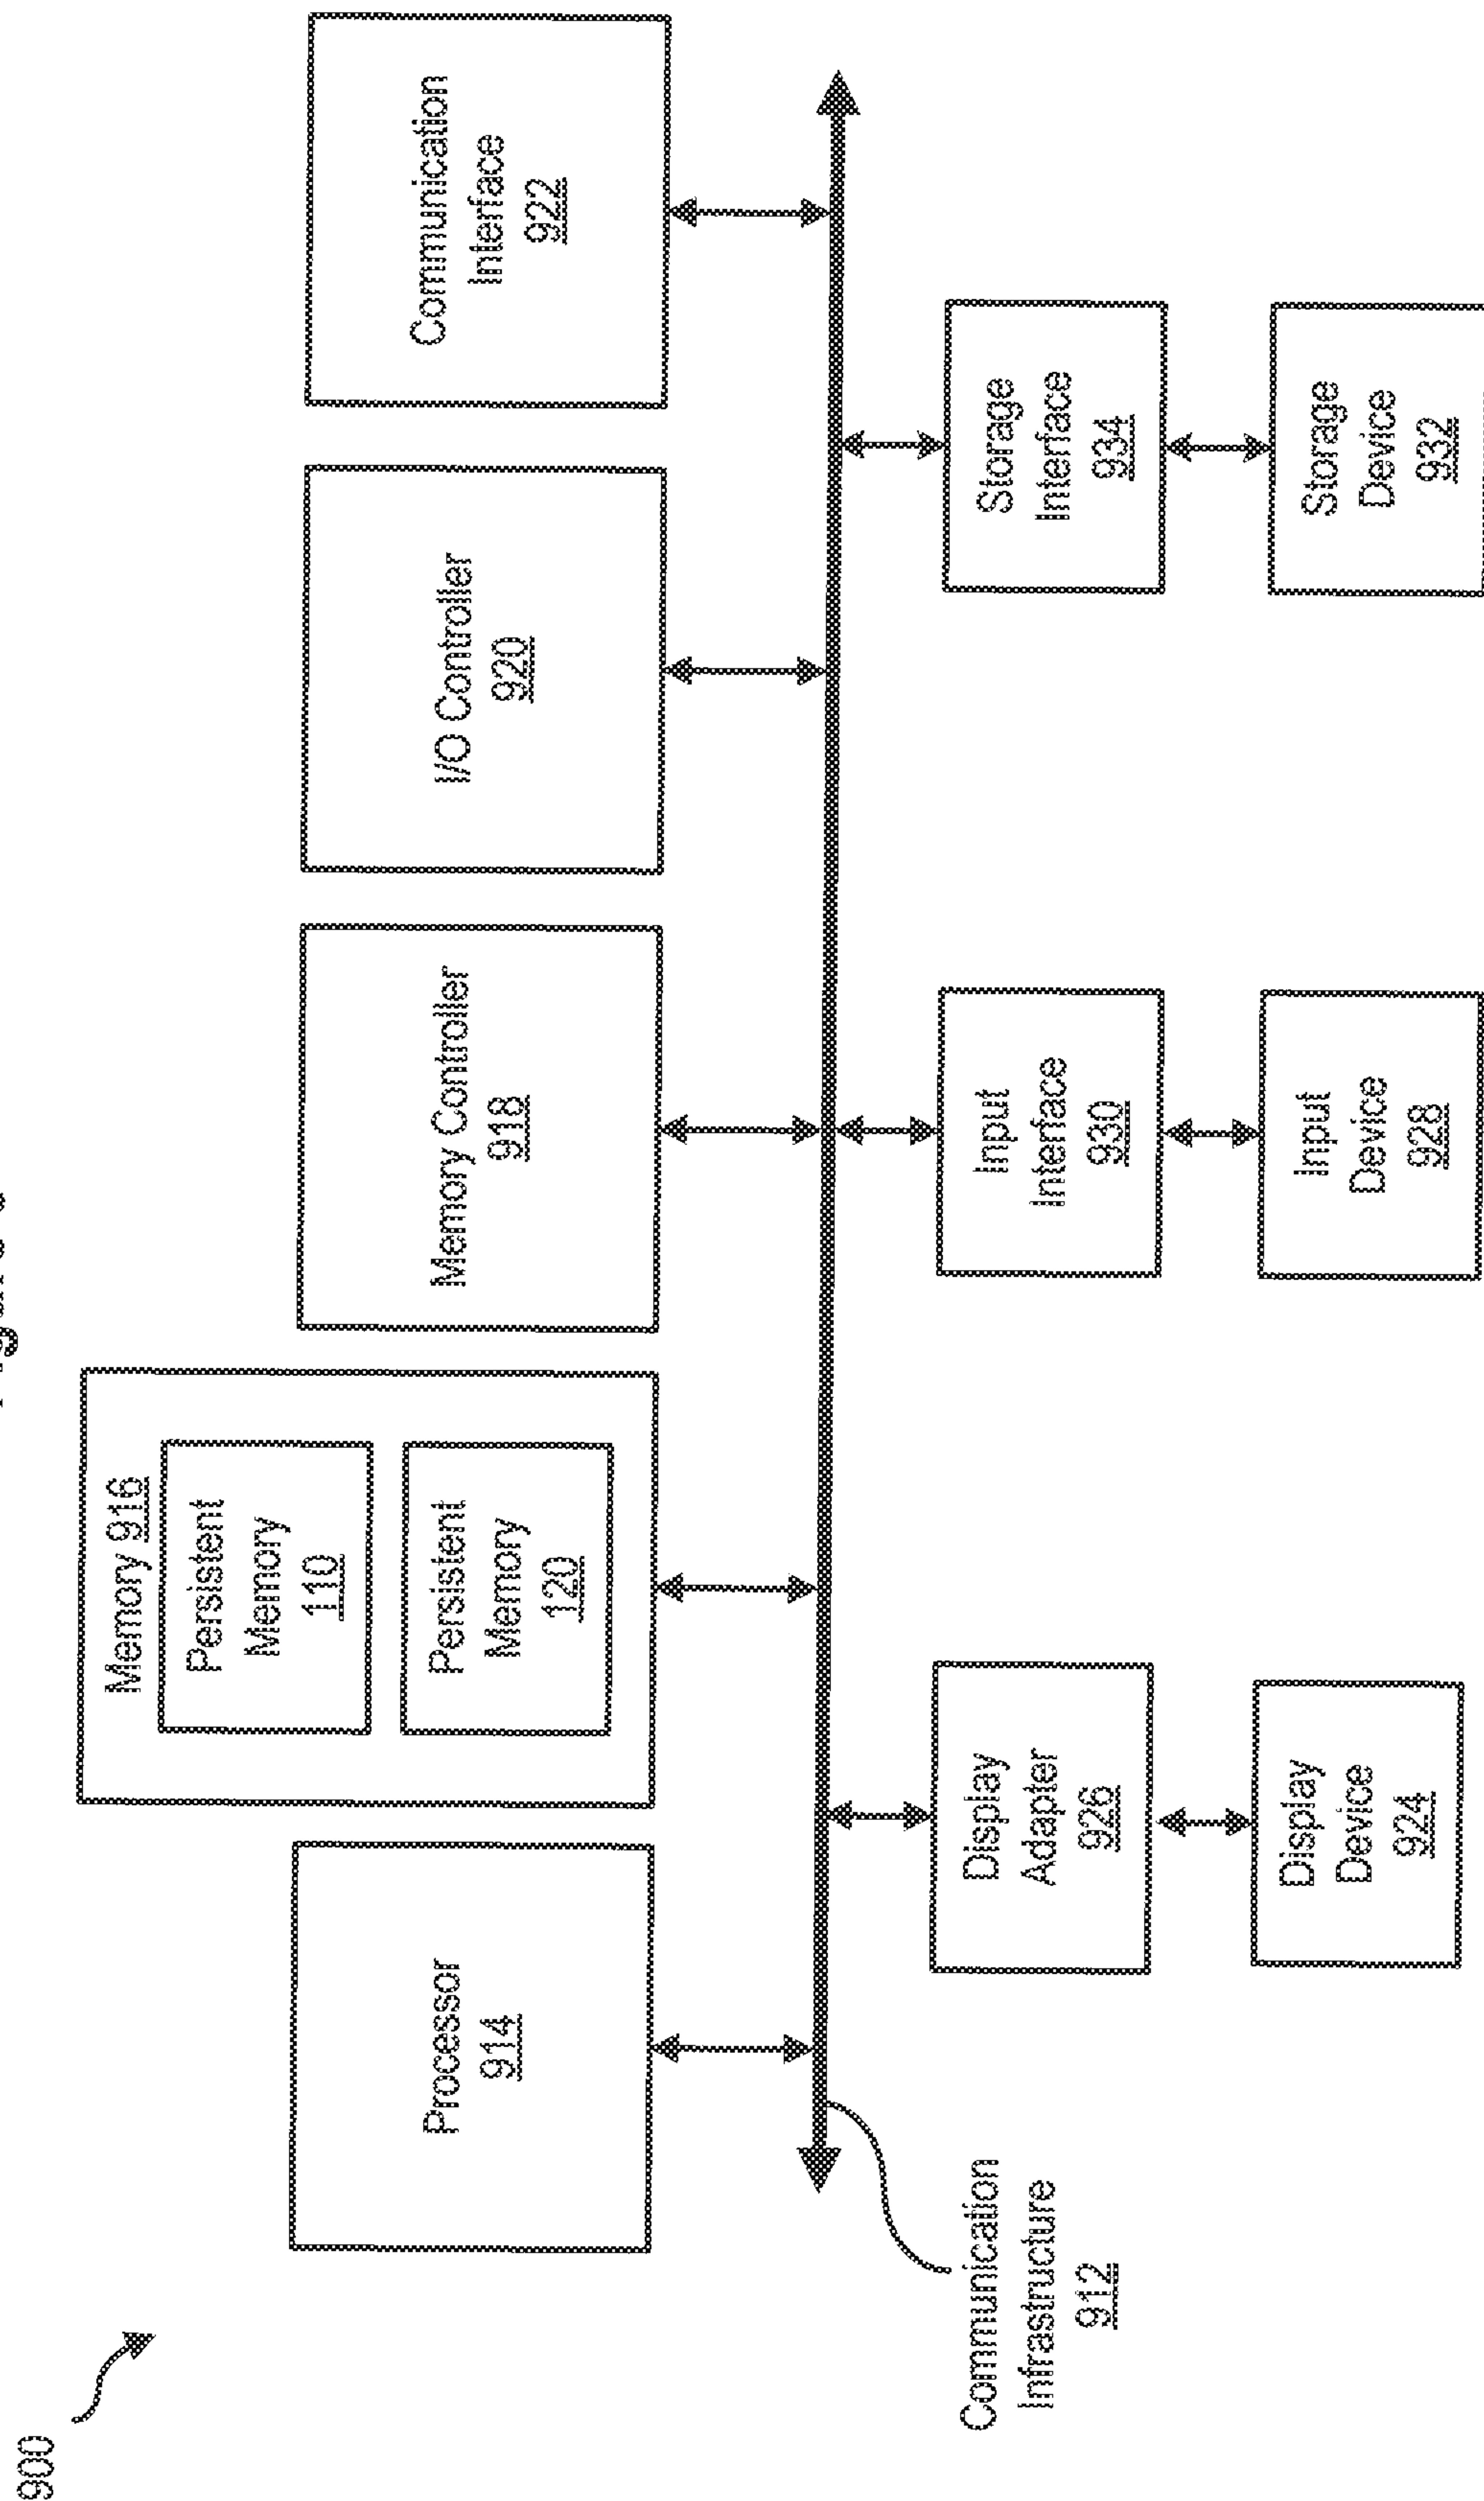 900
Processor
914
Memory 916
Persistent
Memory
110
Persistent
Memory
120
Memory Controller
918
I/O Controller
920
Communication
Interface
922
Communication
Infrastructure
912
Display
Adapter
926
Input
Interface
930
Storage
Interface
934
Display
Device
924
Input
Device
928
Storage
Device
932